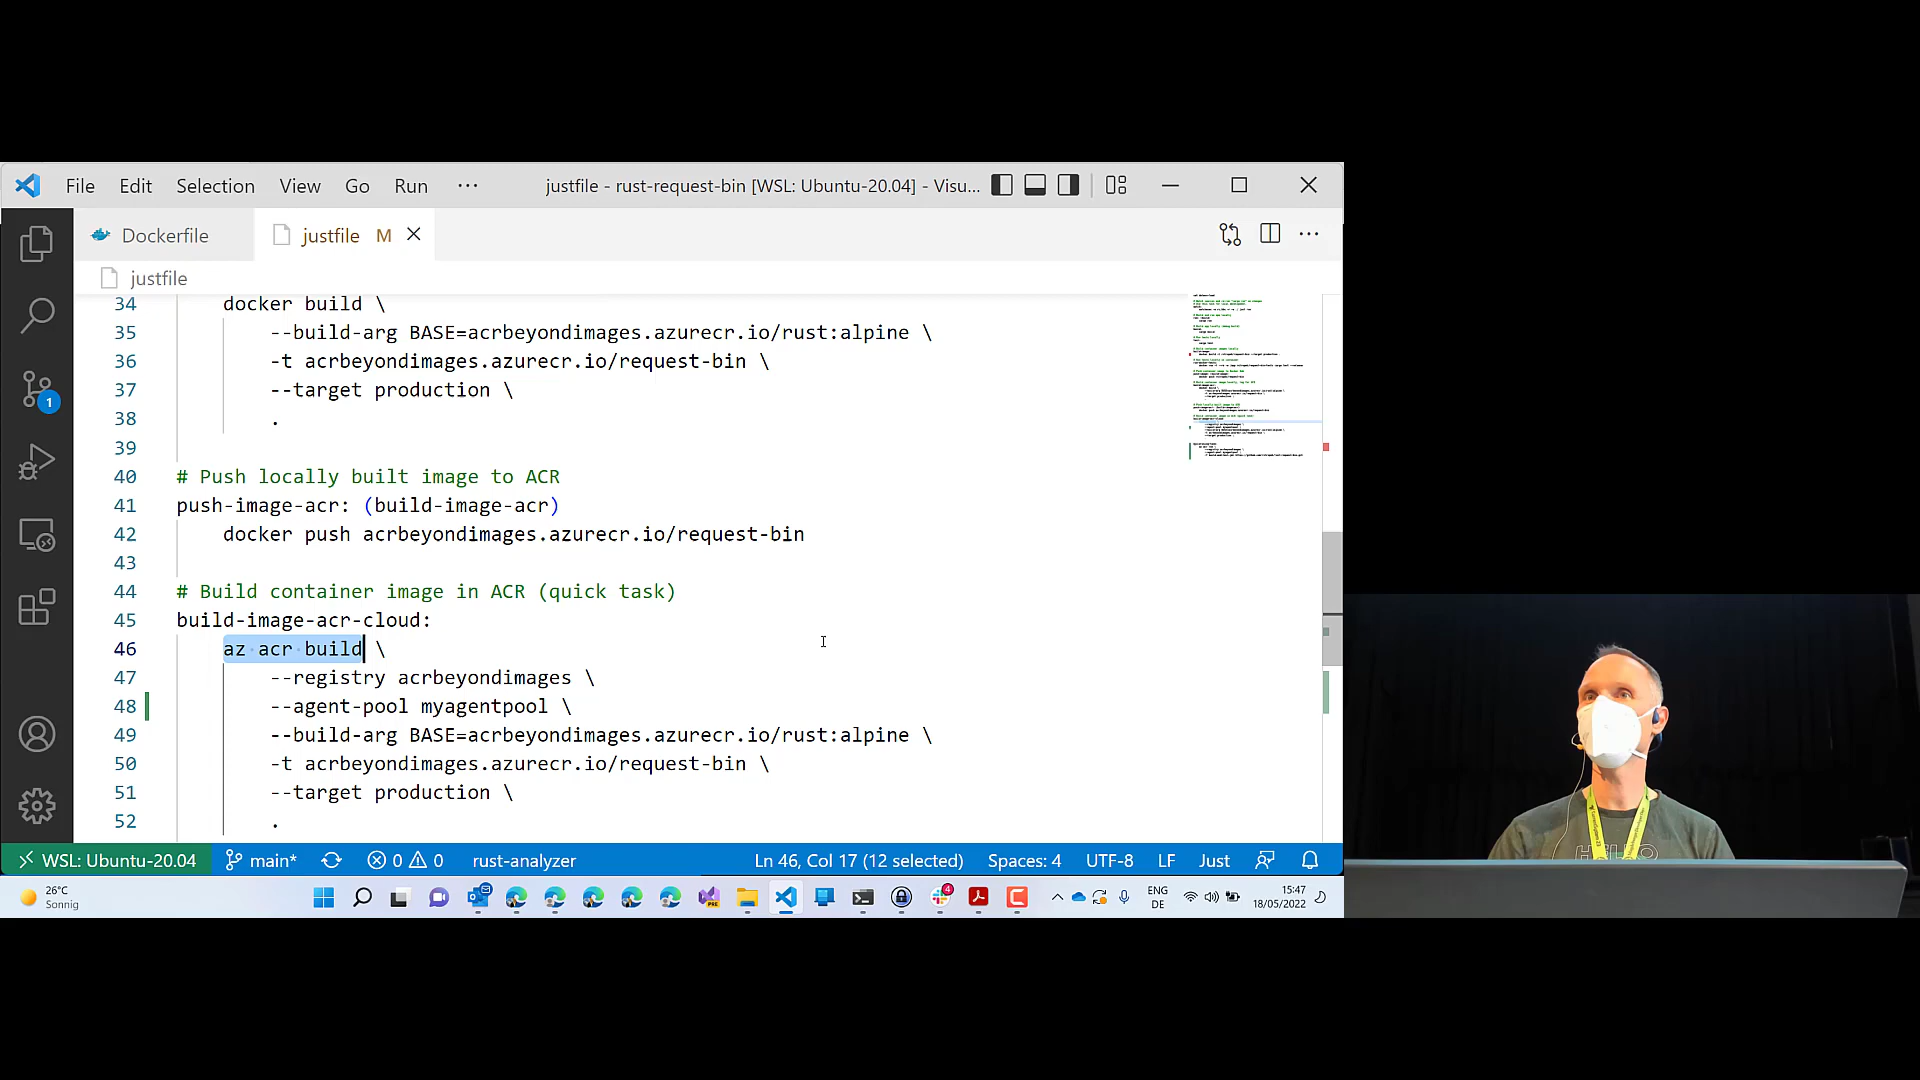 File Edit Selection View Go Run ··· justfile - rust-request-bin [WSL: Ubuntu-20.04] - Visu...
Dockerfile justfile M
justfile
34 docker build \
35 --build-arg BASE=acrbeyondimages.azurecr.io/rust:alpine \
36 -t acrbeyondimages.azurecr.io/request-bin \
37 --target production \
38 .
39
40 # Push locally built image to ACR
41 push-image-acr: (build-image-acr)
42 docker push acrbeyondimages.azurecr.io/request-bin
43
44 # Build container image in ACR (quick task)
45 build-image-acr-cloud:
46 az acr build \
47 --registry acrbeyondimages \
48 --agent-pool myagentpool \
49 --build-arg BASE=acrbeyondimages.azurecr.io/rust:alpine \
50 -t acrbeyondimages.azurecr.io/request-bin \
51 --target production \
52 .
1
WSL: Ubuntu-20.04 main* 0 0 rust-analyzer Ln 46, Col 17 (12 selected) Spaces: 4 UTF-8 LF Just
26°C
Sonnig
PRE
4
ENG
DE
15:47
18/05/2022
HELLO